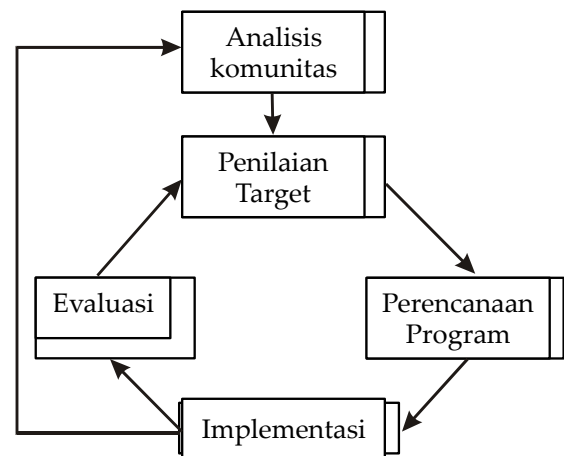 Analisis
komunitas
Penilaian
Target
Evaluasi
Perencanaan
Program
Implementasi